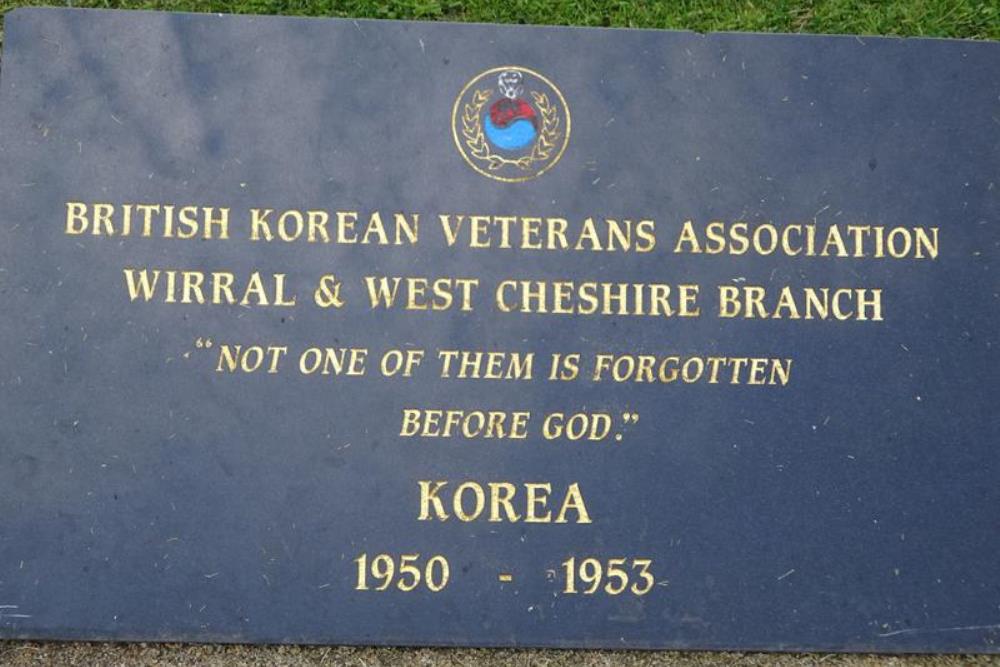 BRITISH KOREAN VETERANS ASSOCIATION
WIRRAL & WEST CHESHIRE BRANCH
“NOT ONE OF THEM IS FORGOTTEN
BEFORE GOD.”
KOREA
1950 - 1953